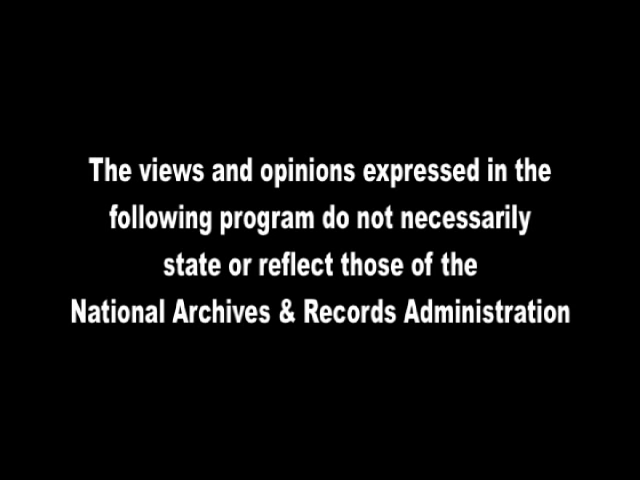 The views and opinions expressed in the
following program do not necessarily
state or reflect those of the
National Archives & Records Administration